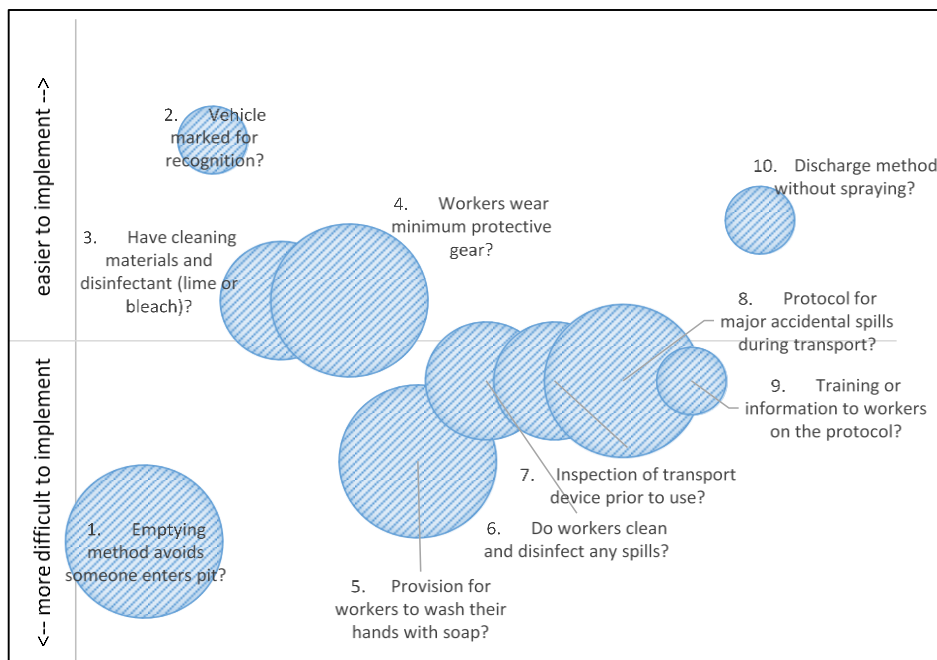 easier to implement -->
<-- more difficult to implement
2. Vehicle
marked for
recognition?
10. Discharge method
without spraying?
4. Workers wear
minimum protective
gear?
3. Have cleaning
materials and
disinfectant (lime or
bleach)?
8. Protocol for
major accidental spills
during transport?
9. Training or
information to workers
on the protocol?
7. Inspection of transport
device prior to use?
6. Do workers clean
and disinfect any spills?
1. Emptying
method avoids
someone enters pit?
5. Provision for
workers to wash their
hands with soap?